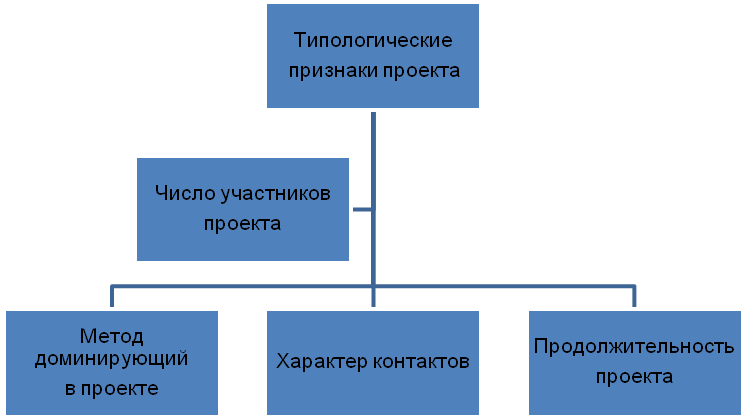 Типологические
признаки проекта
Число участников
проекта
Метод
доминирующий
в проекте
Характер контактов
Продолжительность
проекта